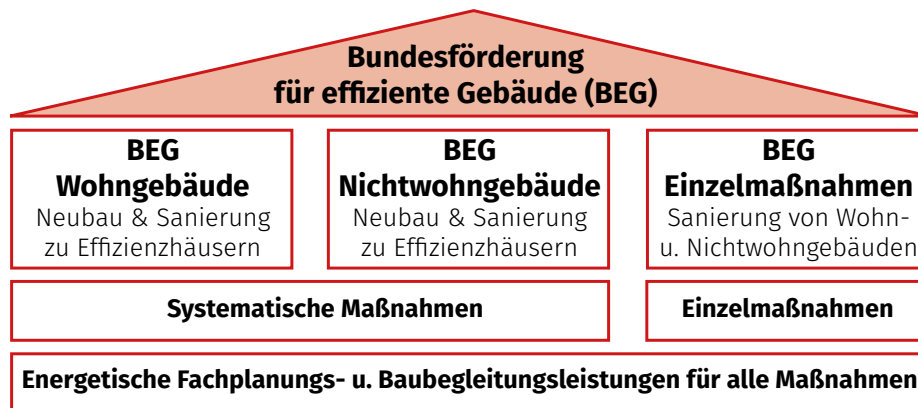 Bundesförderung
für effiziente Gebäude (BEG)
BEG
Wohngebäude
Neubau & Sanierung
zu Effizienzhäusern
BEG
Nichtwohngebäude
Neubau & Sanierung
zu Effizienzhäusern
BEG
Einzelmaßnahmen
Sanierung von Wohn-
u. Nichtwohngebäuden
Systematische Maßnahmen
Einzelmaßnahmen
Energetische Fachplanungs- u. Baubegleitungsleistungen für alle Maßnahmen